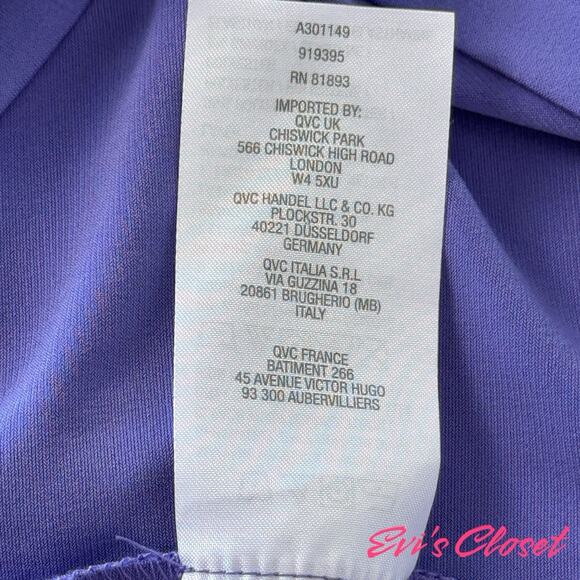 A301149
919395
RN 81893
IMPORTED BY:
QVC UK
CHISWICK PARK
566 CHISWICK HIGH ROAD
LONDON
W4 5XU
QVC HANDEL LLC & CO. KG
PLOCKSTR. 30
40221 DÜSSELDORF
GERMANY
QVC ITALIA S.R.L
VIA GUZZINA 18
20861 BRUGHERIO (MB)
ITALY
QVC FRANCE
BATIMENT 266
45 AVENUE VICTOR HUGO
93 300 AUBERVILLIERS
Evi's Closet